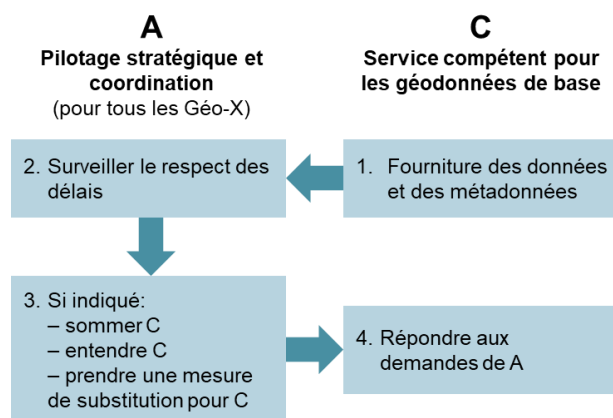 A
Pilotage stratégique et
coordination
(pour tous les Géo-X)
C
Service compétent pour
les géodonnées de base
2. Surveiller le respect des
délais
1. Fourniture des données
et des métadonnées
3. Si indiqué:
– sommer C
– entendre C
– prendre une mesure
de substitution pour C
4. Répondre aux
demandes de A